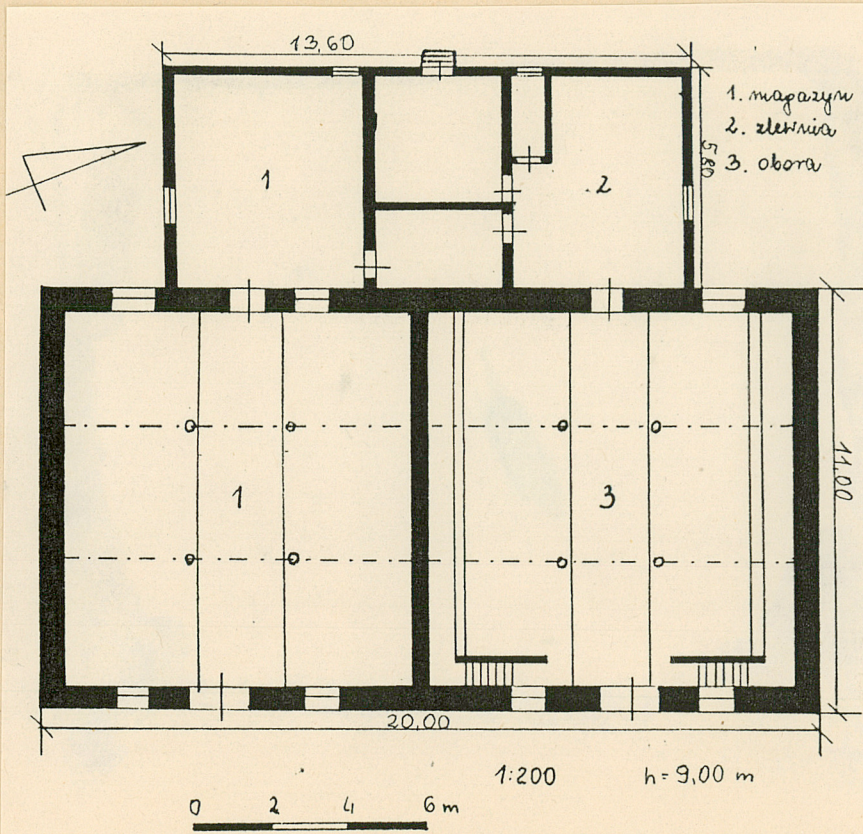 13,60
1. magazyn
2. zlewnia
3. obora
5,80
1
2
11,00
1
3
20,00
1:200
h=9,00 m
0 2 4 6 m